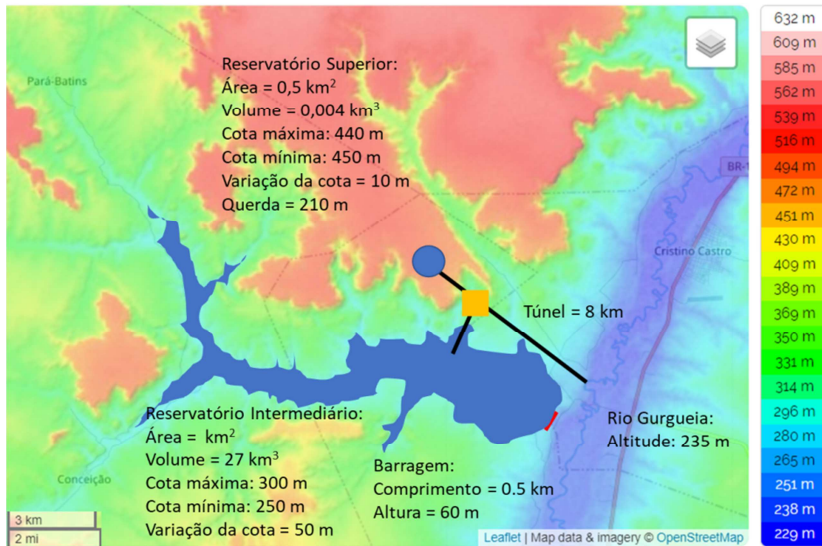 Pará-Batins
Reservatório Superior:
Área = 0,5 km²
Volume = 0,004 km³
Cota máxima: 440 m
Cota mínima: 450 m
Variação da cota = 10 m
Querda = 210 m
BR-1
Cristino Castro
Túnel = 8 km
Reservatório Intermediário:
Área = km²
Volume = 27 km³
Cota máxima: 300 m
Cota mínima: 250 m
Variação da cota = 50 m
Conceição
Barragem:
Comprimento = 0.5 km
Altura = 60 m
Rio Gurgueia:
Altitude: 235 m
3 km
2 mi
Leaflet | Map data & imagery © OpenStreetMap
632 m
609 m
585 m
562 m
539 m
516 m
494 m
472 m
451 m
430 m
409 m
389 m
369 m
350 m
331 m
314 m
296 m
280 m
265 m
251 m
238 m
229 m